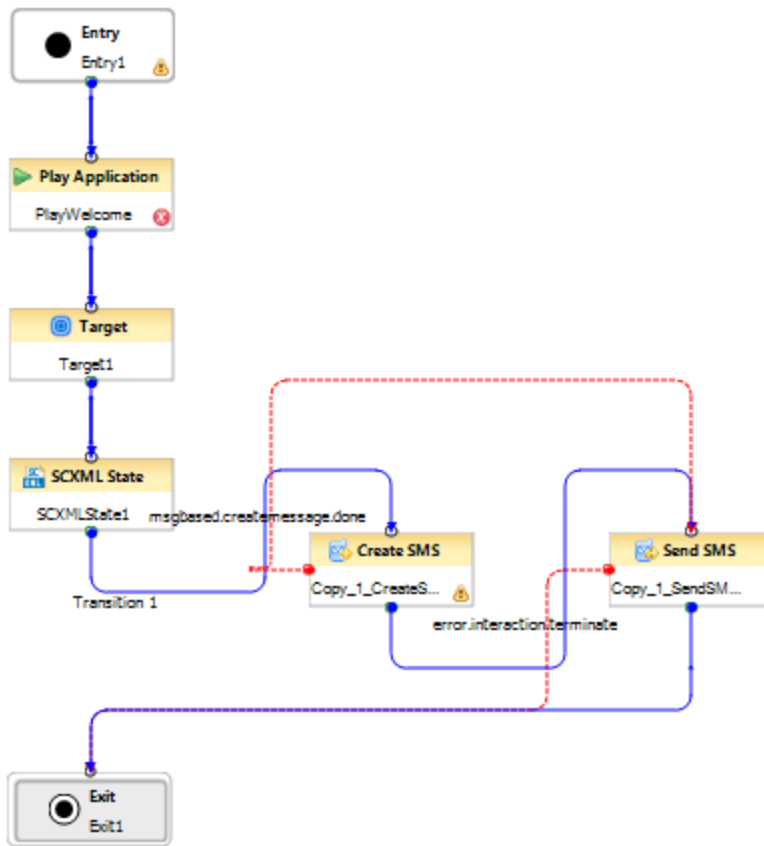 Entry
Entry1
Play Application
PlayWelcome
Target
Target1
SCXML State
SCXMLState1
msgbased.createmessage.done
Transition 1
Create SMS
Copy_1_CreateS...
Send SMS
Copy_1_SendSM...
error.interaction.terminate
Exit
Exit1